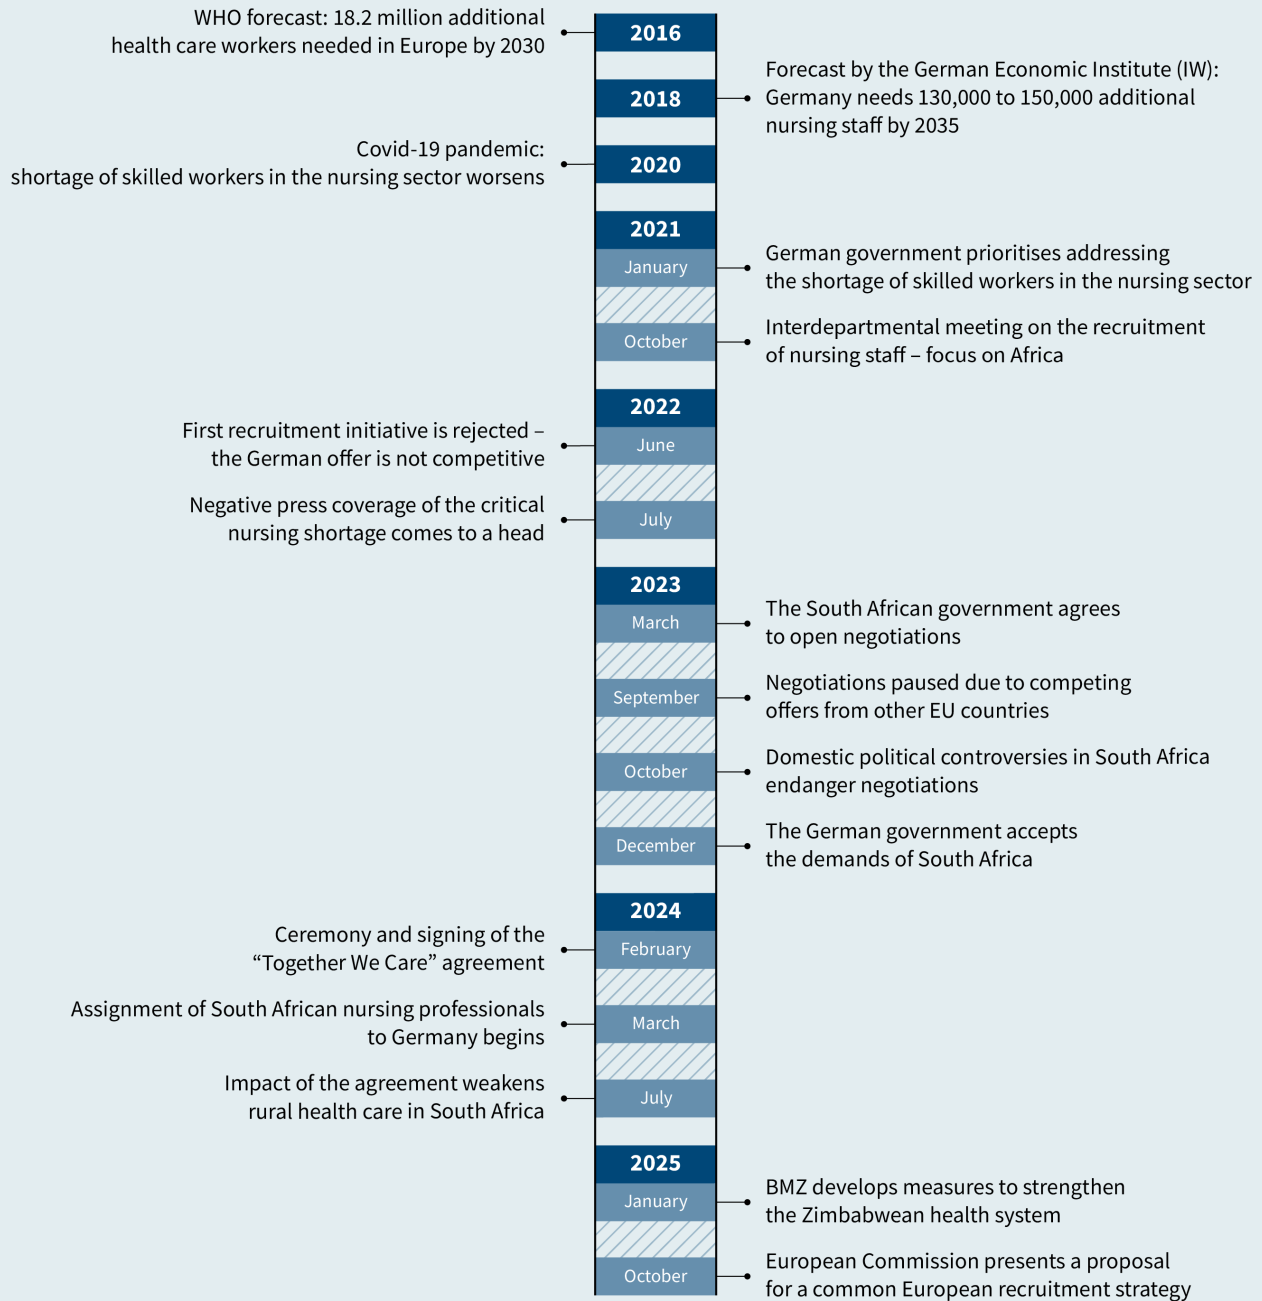 WHO forecast: 18.2 million additional
health care workers needed in Europe by 2030
2016
2018
Forecast by the German Economic Institute (IW):
Germany needs 130,000 to 150,000 additional
nursing staff by 2035
Covid-19 pandemic:
shortage of skilled workers in the nursing sector worsens
2020
2021
January
German government prioritises addressing
the shortage of skilled workers in the nursing sector
October
Interdepartmental meeting on the recruitment
of nursing staff – focus on Africa
2022
First recruitment initiative is rejected –
the German offer is not competitive
June
Negative press coverage of the critical
nursing shortage comes to a head
July
2023
March
The South African government agrees
to open negotiations
September
Negotiations paused due to competing
offers from other EU countries
October
Domestic political controversies in South Africa
endanger negotiations
December
The German government accepts
the demands of South Africa
2024
Ceremony and signing of the
“Together We Care” agreement
February
Assignment of South African nursing professionals
to Germany begins
March
Impact of the agreement weakens
rural health care in South Africa
July
2025
January
BMZ develops measures to strengthen
the Zimbabwean health system
October
European Commission presents a proposal
for a common European recruitment strategy